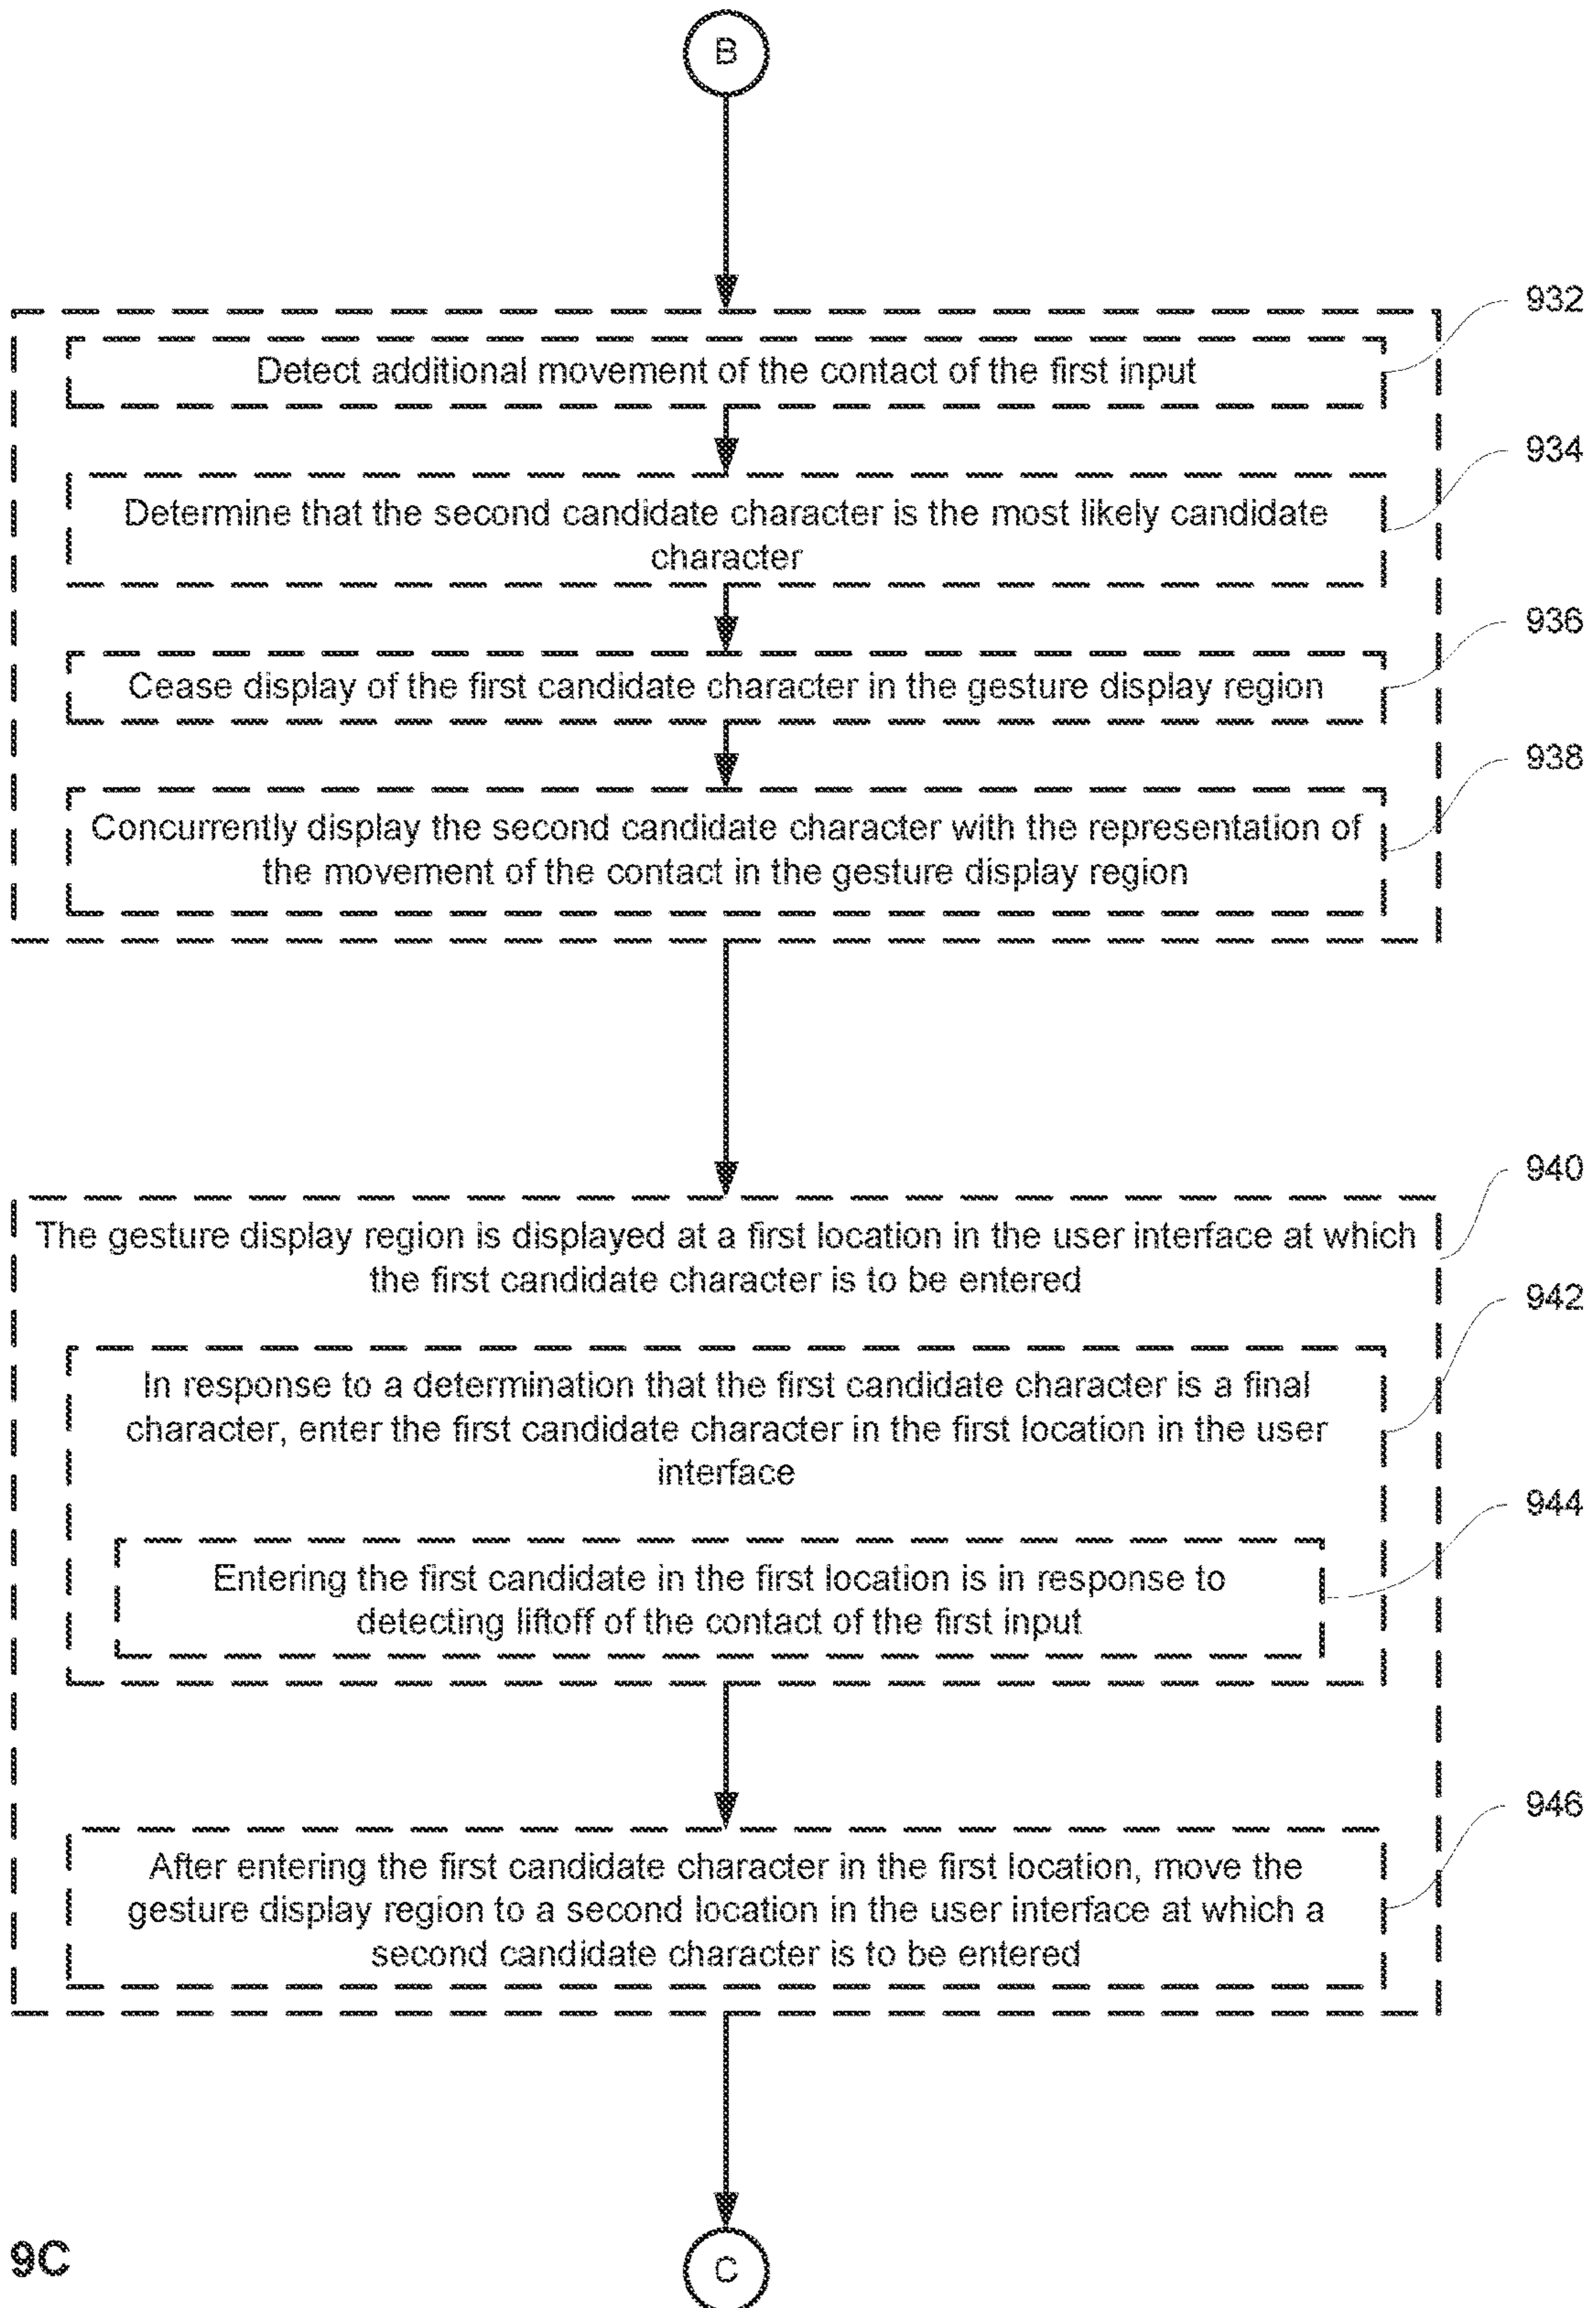 B
932
Detect additional movement of the contact of the first input
934
Determine that the second candidate character is the most likely candidate
character
936
Cease display of the first candidate character in the gesture display region
938
Concurrently display the second candidate character with the representation of
the movement of the contact in the gesture display region
940
The gesture display region is displayed at a first location in the user interface at which
the first candidate character is to be entered
942
In response to a determination that the first candidate character is a final
character, enter the first candidate character in the first location in the user
interface
944
Entering the first candidate in the first location is in response to
detecting liftoff of the contact of the first input
946
After entering the first candidate character in the first location, move the
gesture display region to a second location in the user interface at which a
second candidate character is to be entered
9C
C